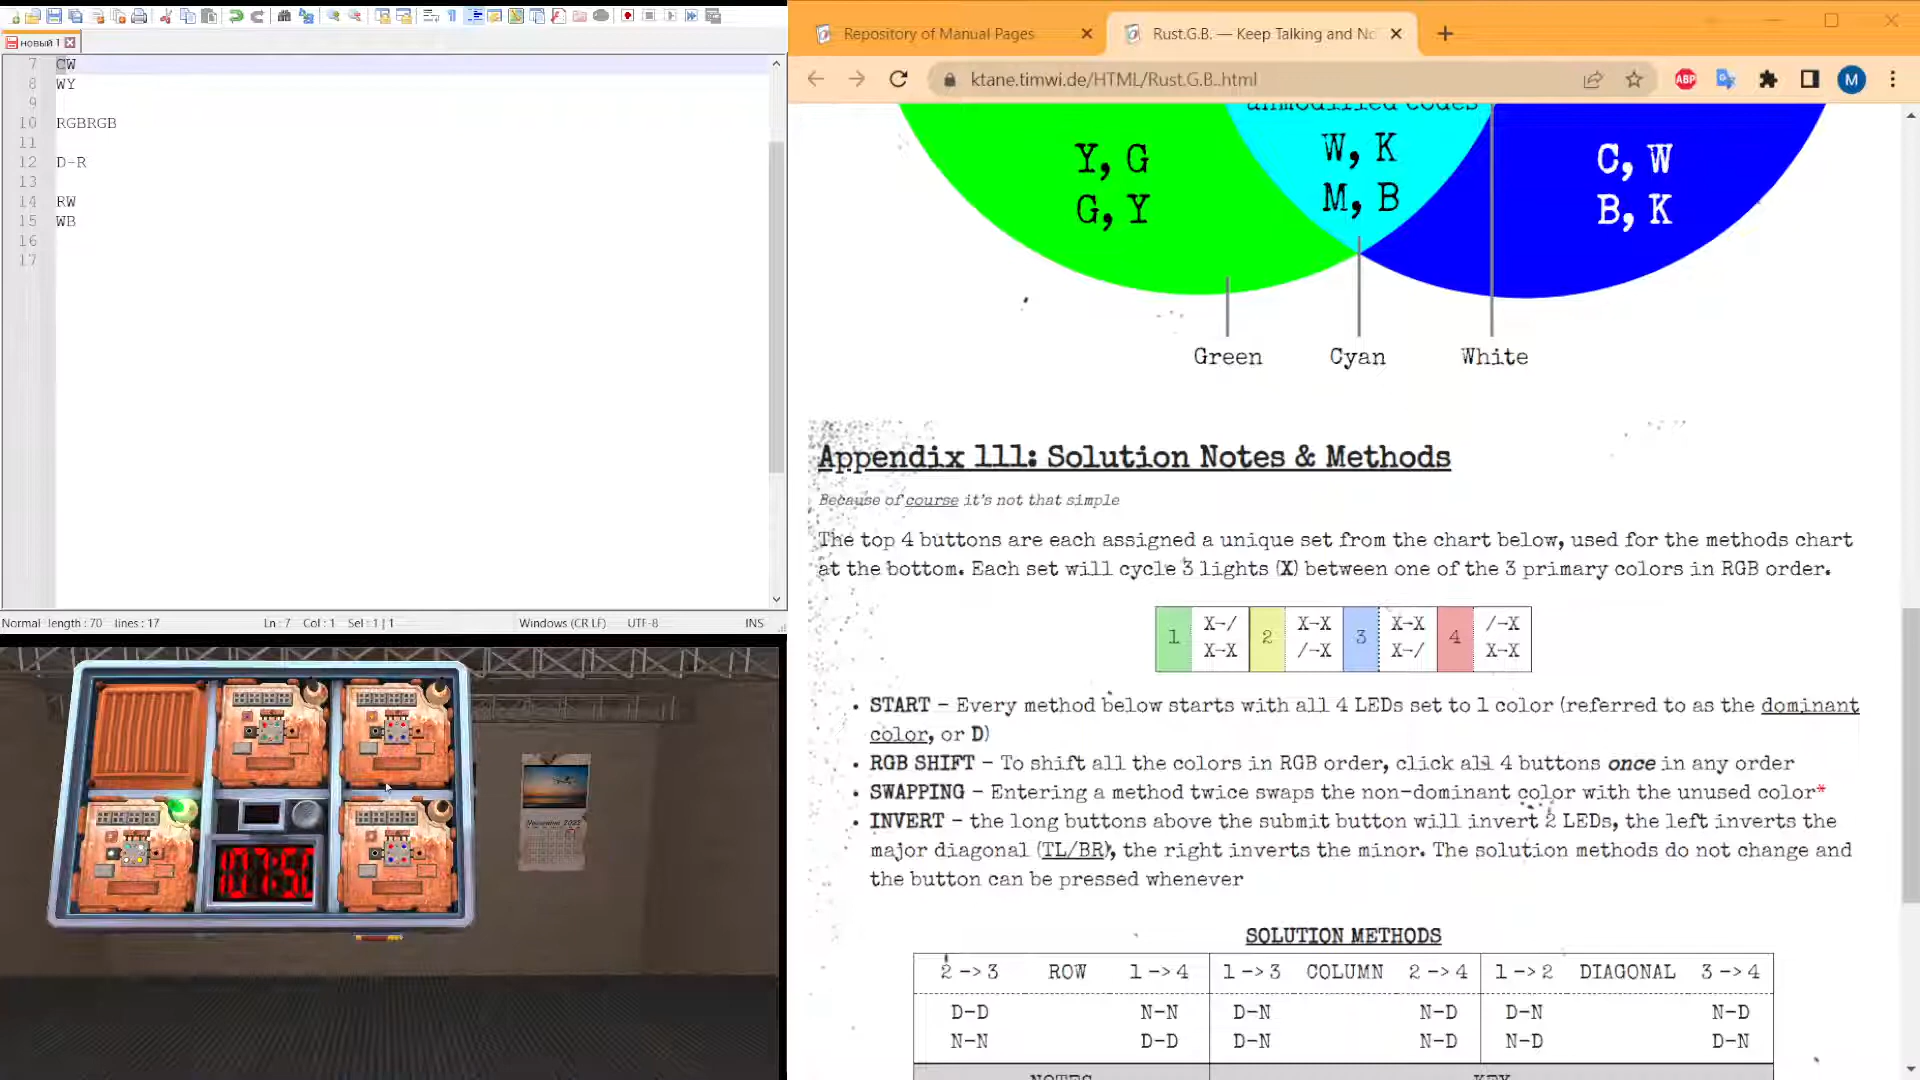 новый 1
7 CW
8 WY
9
10 RGBRGB
11
12 D-R
13
14 RW
15 WB
16
17
Normal length : 70 lines : 17 Ln : 7 Col : 1 Sel : 1 | 1 Windows (CR LF) UTF-8 INS
Repository of Manual Pages
Rust.G.B. — Keep Talking and No
ktane.timwi.de/HTML/Rust.G.B..html
ABP
M
unmodified codes
Y, G
G, Y
W, K
M, B
C, W
B, K
Green Cyan White
Appendix 111: Solution Notes & Methods
Because of course it's not that simple
The top 4 buttons are each assigned a unique set from the chart below, used for the methods chart
at the bottom. Each set will cycle 3 lights (X) between one of the 3 primary colors in RGB order.
1 X-/ 2 X-X 3 X-X 4 /-X
X-X /-X X-/ X-X
• START - Every method below starts with all 4 LEDs set to 1 color (referred to as the dominant
color, or D)
• RGB SHIFT - To shift all the colors in RGB order, click all 4 buttons once in any order
• SWAPPING - Entering a method twice swaps the non-dominant color with the unused color*
• INVERT - the long buttons above the submit button will invert 2 LEDs, the left inverts the
major diagonal (TL/BR), the right inverts the minor. The solution methods do not change and
the button can be pressed whenever
SOLUTION METHODS
2 -> 3 ROW 1 -> 4 1 -> 3 COLUMN 2 -> 4 1 -> 2 DIAGONAL 3 -> 4
D-D N-N D-N N-D D-N N-D
N-N D-D D-N N-D N-D D-N
NOTES KEY